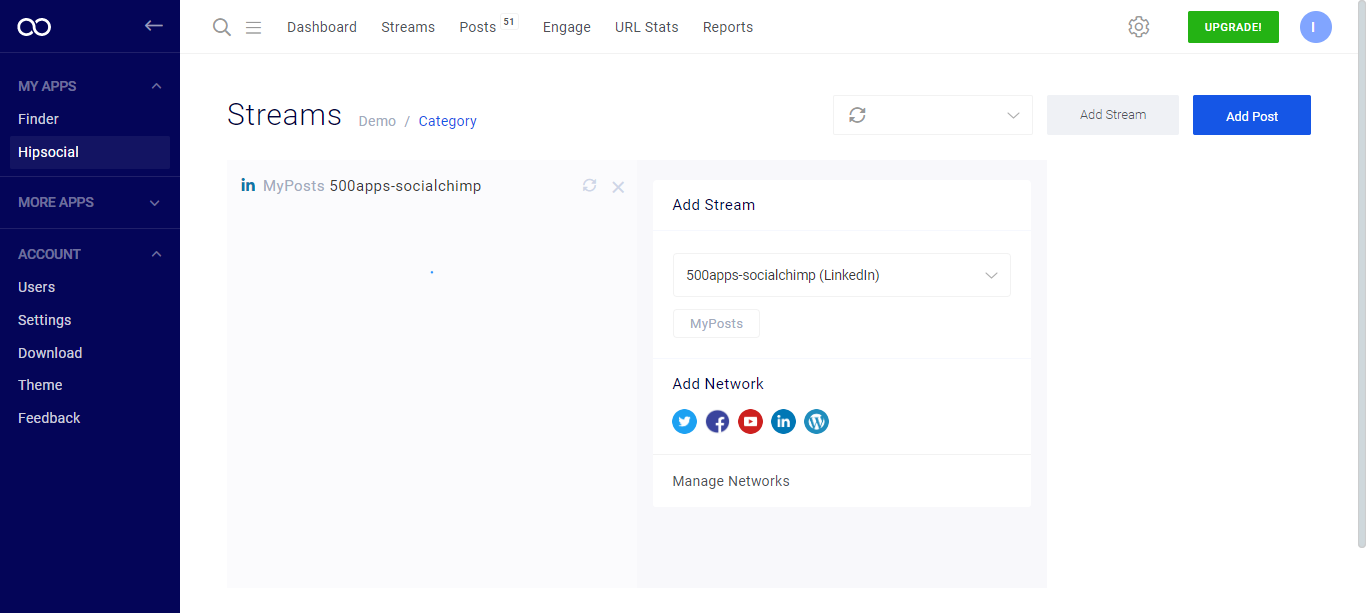 Dashboard Streams Posts 51 Engage URL Stats Reports UPGRADE! I
MY APPS
Finder
Hipsocial
MORE APPS
ACCOUNT
Users
Settings
Download
Theme
Feedback
Streams Demo / Category Add Stream Add Post
in MyPosts 500apps-socialchimp
Add Stream
500apps-socialchimp (LinkedIn)
MyPosts
Add Network
Manage Networks